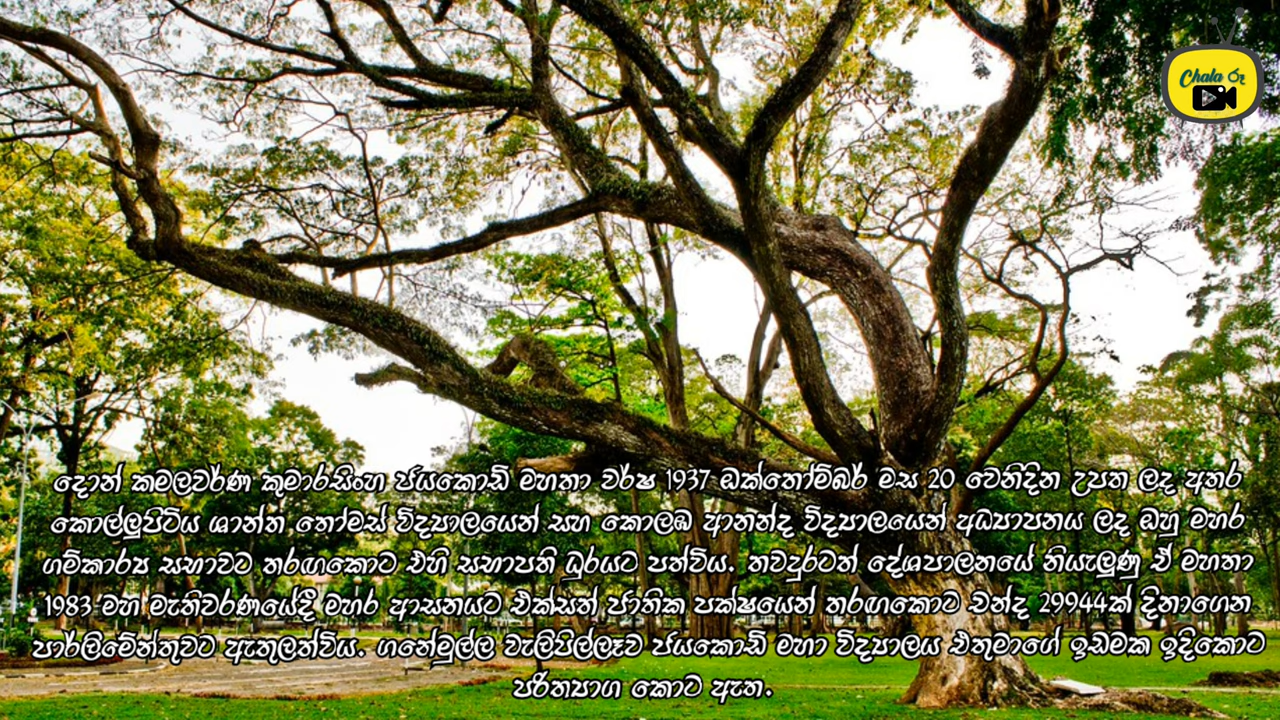 Chala රූ
දොන් කමලවර්ණ කුමාරසිංහ ජයකොඩි මහතා වර්ෂ 1937 ඔක්තෝම්බර් මස 20 වෙනිදින උපත ලද අතර
කොල්ලුපිටිය ශාන්ත තෝමස් විද්‍යාලයෙන් සහ කොලඹ ආනන්ද විද්‍යාලයෙන් අධ්‍යාපනය ලද ඔහු මහර
ගම්කාර්‍ය සභාවට තරඟකොට එහි සභාපති ධුරයට පත්විය. තවදුරටත් දේශපාලනයේ නියැලුණු ඒ මහතා
1983 මහ මැතිවරණයේදී මහර ආසනයට එක්සත් ජාතික පක්ෂයෙන් තරඟකොට චන්ද 29944ක් දිනාගෙන
පාර්ලිමේන්තුවට ඇතුලත්විය. ගනේමුල්ල වැලිපිල්ලෑව ජයකොඩි මහා විද්‍යාලය එතුමාගේ ඉඩමක ඉදිකොට
පරිත්‍යාග කොට ඇත.